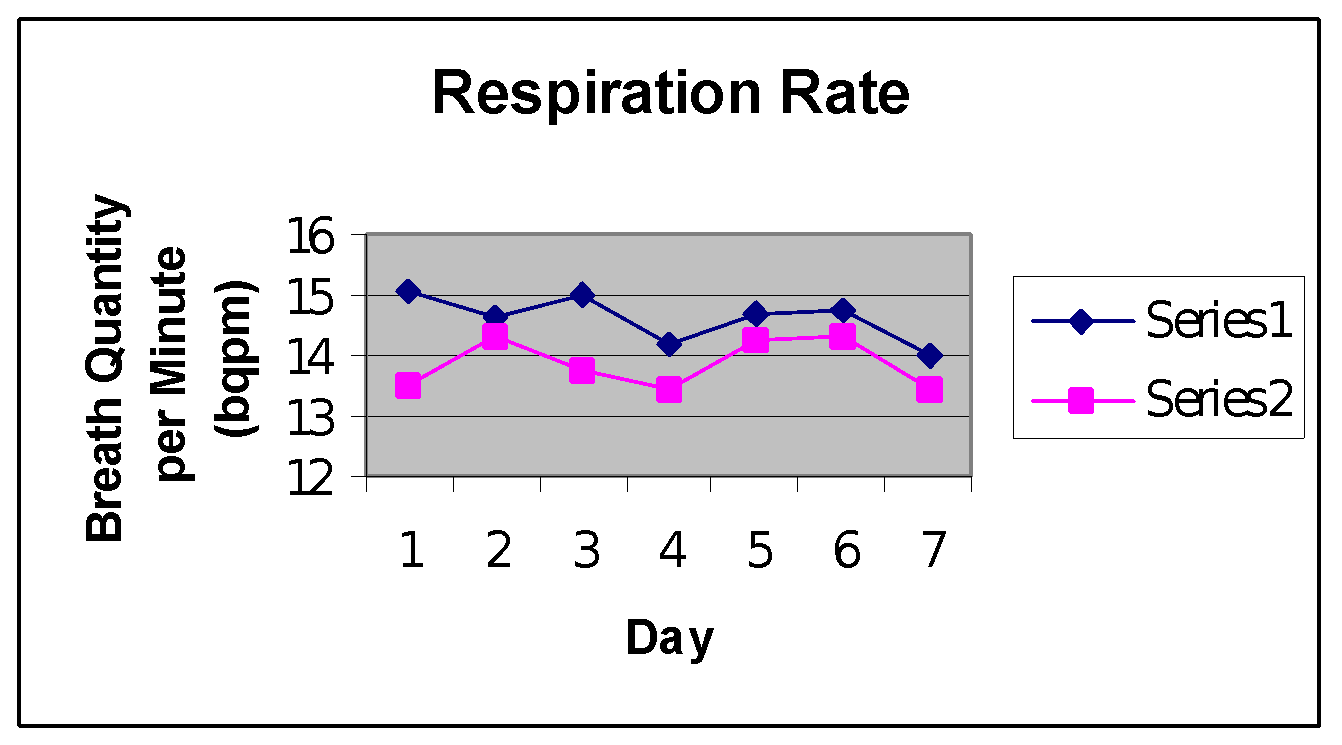 Respiration Rate
Breath Quantity
per Minute
(bqpm)
16
15
14
13
12
1 2 3 4 5 6 7
Day
Series1
Series2